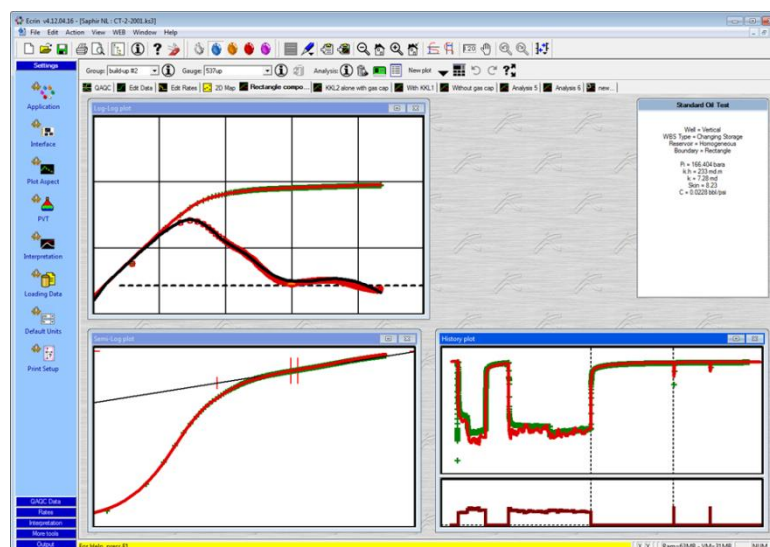 Ecrin v4.12.04.16 - [Saphir NL : CT-2-2001.ks3]
File Edit Action View WEB Window Help
Settings
Group: build-up #2 Gauge: 537up Analysis: New plot
QAQC Edit Data Edit Rates 2D Map Rectangle compo... KKL2 alone with gas cap With KKL1 Without gas cap Analysis 5 Analysis 6 new...
Application
Interface
Plot Aspect
PVT
Interpretation
Loading Data
Default Units
Print Setup
QAQC Data
Rates
Interpretation
More tools
Output
Log-Log plot
Standard Oil Test
Well = Vertical
WBS Type = Changing Storage
Reservoir = Homogeneous
Boundary = Rectangle
Pi = 166.404 bara
k.h = 233 md.m
k = 7.28 md
Skin = 8.23
C = 0.0228 bbl/psi
Semi-Log plot
History plot
For Help, press F1
NUM